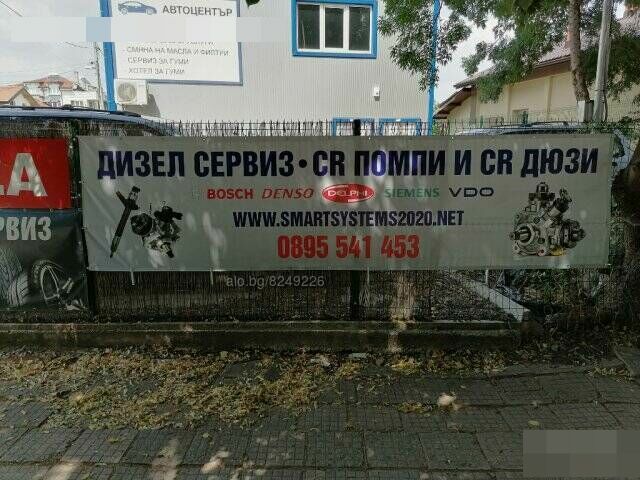 АВТОЦЕНТЪР
СМЯНА НА МАСЛА И ФИЛТРИ
СЕРВИЗ ЗА ГУМИ
ХОТЕЛ ЗА ГУМИ
ДИЗЕЛ СЕРВИЗ • CR ПОМПИ И CR ДЮЗИ
BOSCH DENSO DELPHI SIEMENS VDO
WWW.SMARTSYSTEMS2020.NET
0895 541 453
alo.bg/8249226
ДА
РВИЗ